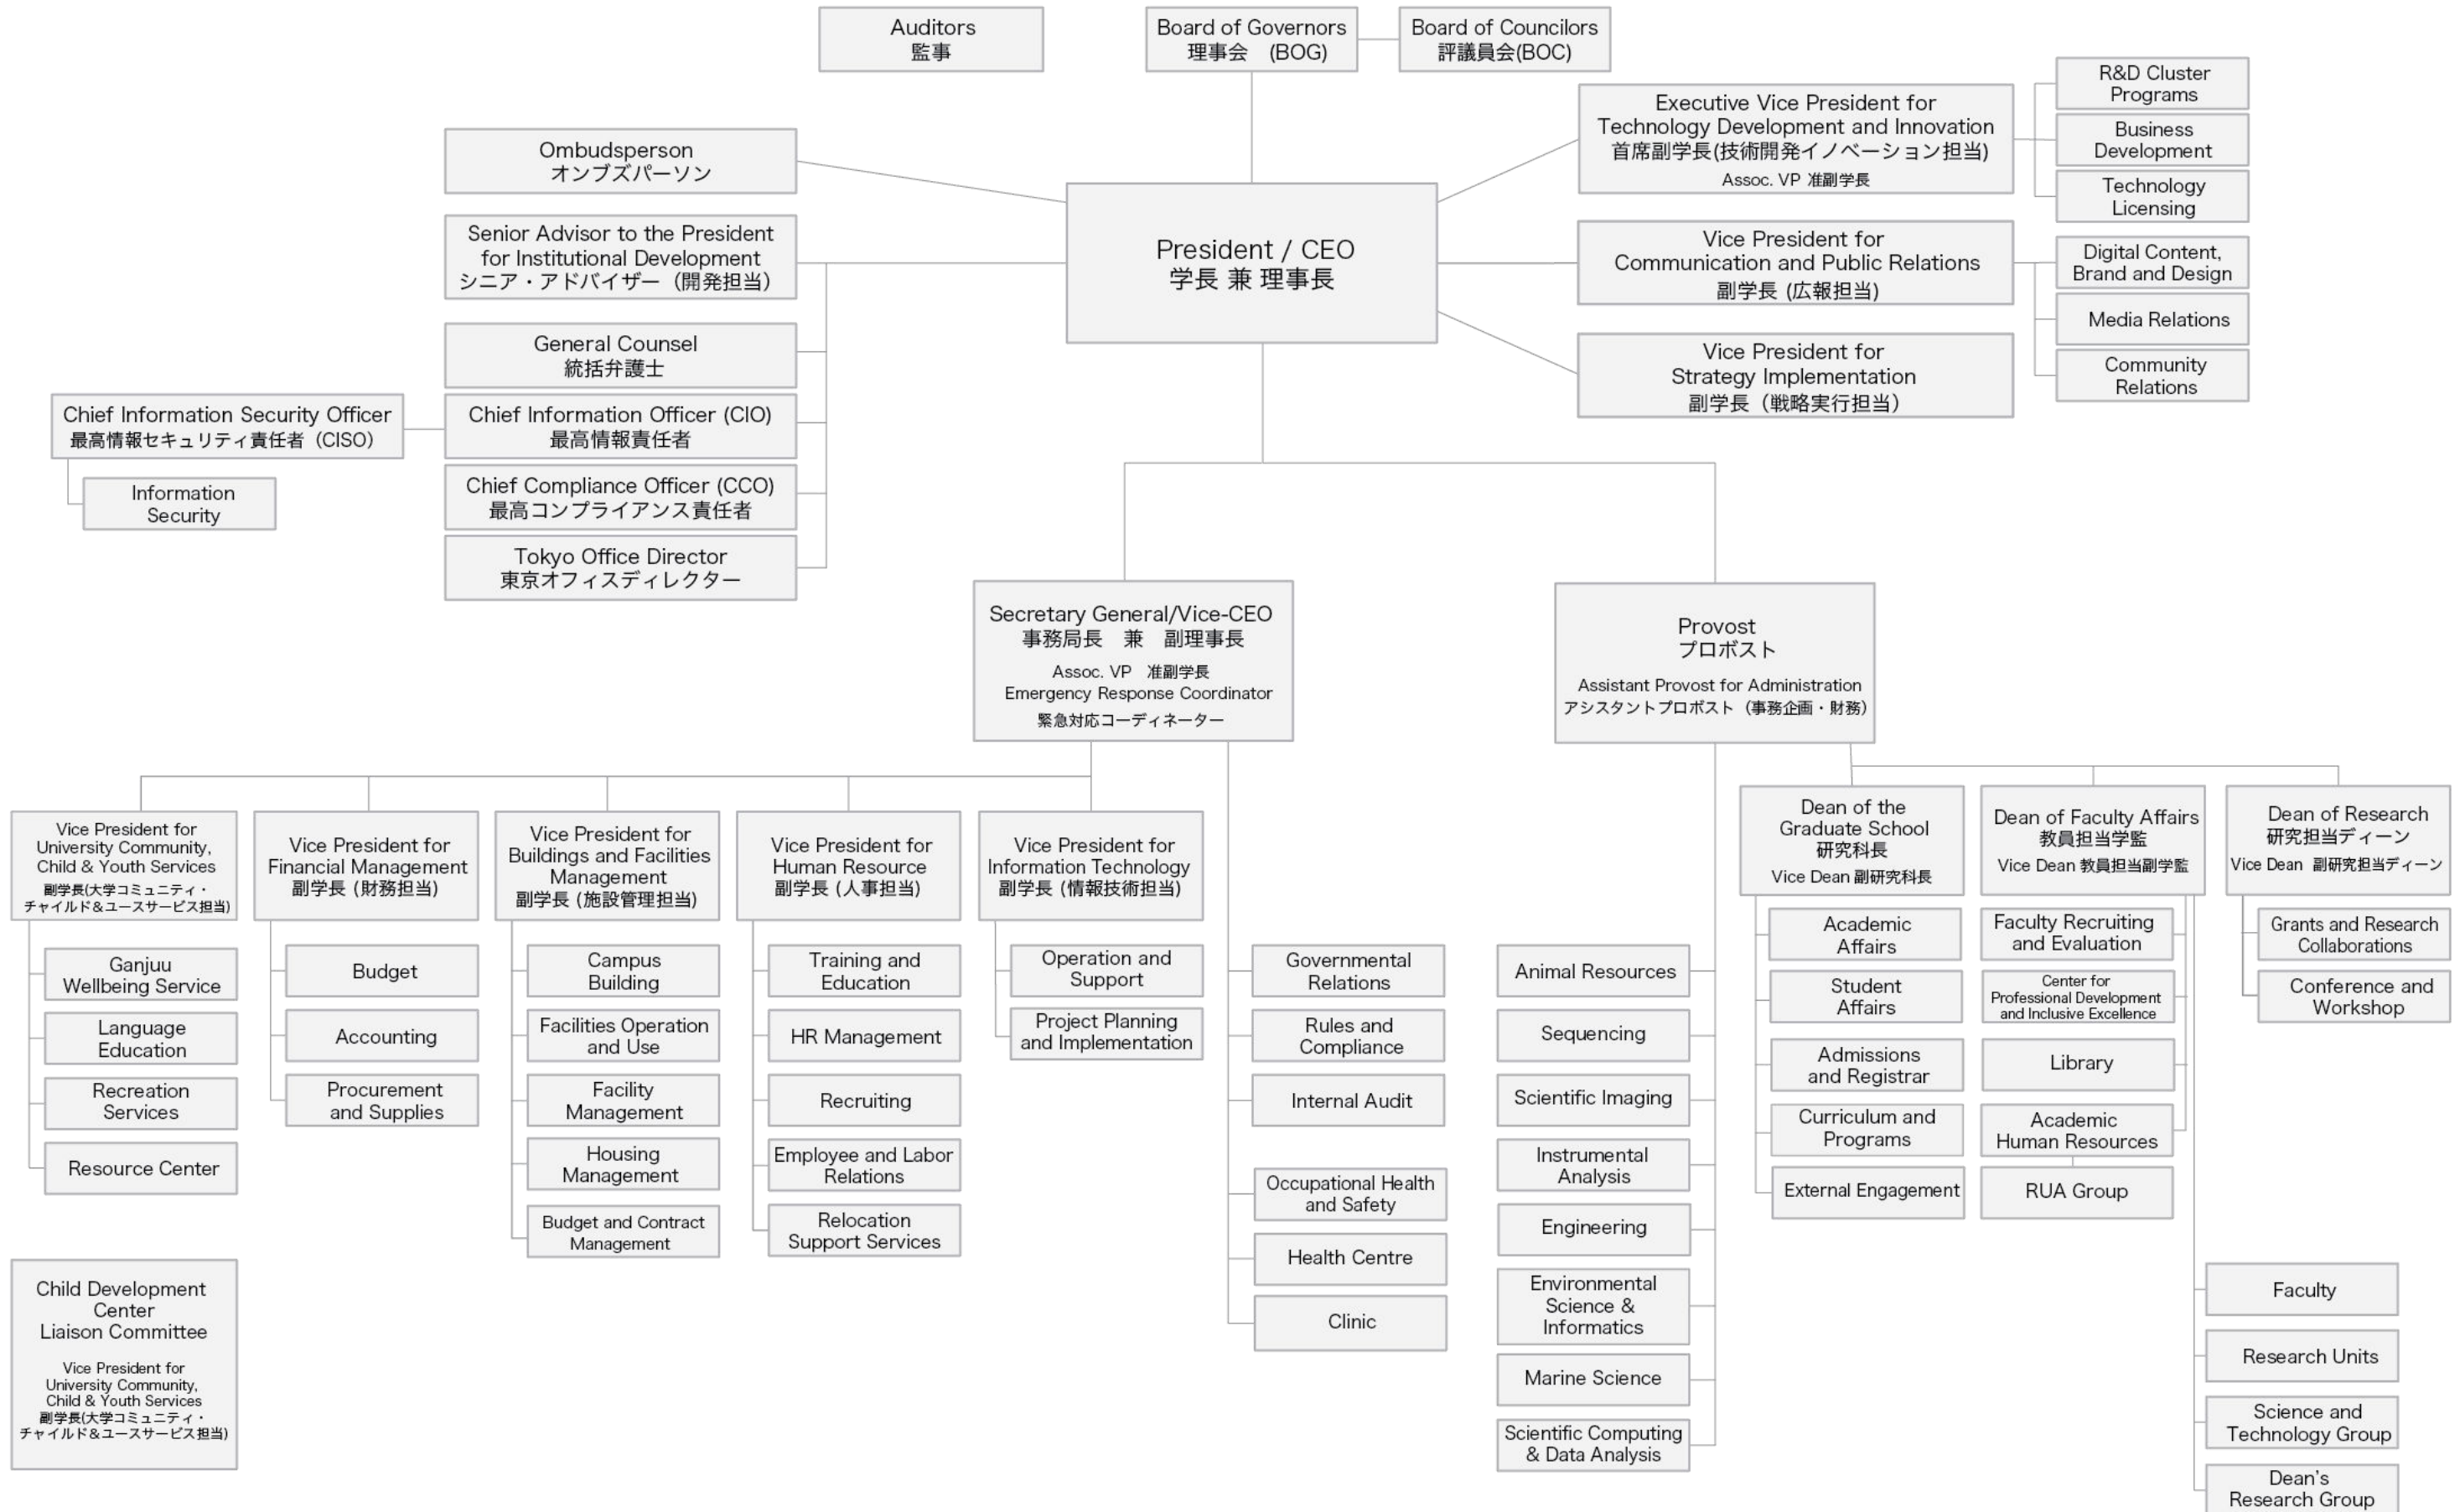 Auditors
監事
Board of Governors
理事会　(BOG)
Board of Councilors
評議員会(BOC)
Ombudsperson
オンブズパーソン
Senior Advisor to the President
for Institutional Development
シニア・アドバイザー（開発担当）
General Counsel
統括弁護士
Chief Information Officer (CIO)
最高情報責任者
Chief Information Security Officer
最高情報セキュリティ責任者（CISO）
Information
Security
Chief Compliance Officer (CCO)
最高コンプライアンス責任者
Tokyo Office Director
東京オフィスディレクター
President / CEO
学長 兼 理事長
Executive Vice President for
Technology Development and Innovation
首席副学長(技術開発イノベーション担当)
Assoc. VP 准副学長
R&D Cluster
Programs
Business
Development
Technology
Licensing
Vice President for
Communication and Public Relations
副学長 (広報担当)
Digital Content,
Brand and Design
Media Relations
Community
Relations
Vice President for
Strategy Implementation
副学長（戦略実行担当）
Secretary General/Vice-CEO
事務局長　兼　副理事長
Assoc. VP　准副学長
Emergency Response Coordinator
緊急対応コーディネーター
Provost
プロボスト
Assistant Provost for Administration
アシスタントプロボスト（事務企画・財務）
Vice President for
University Community,
Child & Youth Services
副学長(大学コミュニティ・
チャイルド＆ユースサービス担当)
Ganjuu
Wellbeing Service
Language
Education
Recreation
Services
Resource Center
Child Development
Center
Liaison Committee
Vice President for
University Community,
Child & Youth Services
副学長(大学コミュニティ・
チャイルド＆ユースサービス担当)
Vice President for
Financial Management
副学長 (財務担当)
Budget
Accounting
Procurement
and Supplies
Vice President for
Buildings and Facilities
Management
副学長 (施設管理担当)
Campus
Building
Facilities Operation
and Use
Facility
Management
Housing
Management
Budget and Contract
Management
Vice President for
Human Resource
副学長 (人事担当)
Training and
Education
HR Management
Recruiting
Employee and Labor
Relations
Relocation
Support Services
Vice President for
Information Technology
副学長 (情報技術担当)
Operation and
Support
Project Planning
and Implementation
Governmental
Relations
Rules and
Compliance
Internal Audit
Occupational Health
and Safety
Health Centre
Clinic
Animal Resources
Sequencing
Scientific Imaging
Instrumental
Analysis
Engineering
Environmental
Science &
Informatics
Marine Science
Scientific Computing
& Data Analysis
Dean of the
Graduate School
研究科長
Vice Dean 副研究科長
Academic
Affairs
Student
Affairs
Admissions
and Registrar
Curriculum and
Programs
External Engagement
Dean of Faculty Affairs
教員担当学監
Vice Dean 教員担当副学監
Faculty Recruiting
and Evaluation
Center for
Professional Development
and Inclusive Excellence
Library
Academic
Human Resources
RUA Group
Faculty
Research Units
Science and
Technology Group
Dean's
Research Group
Dean of Research
研究担当ディーン
Vice Dean 副研究担当ディーン
Grants and Research
Collaborations
Conference and
Workshop